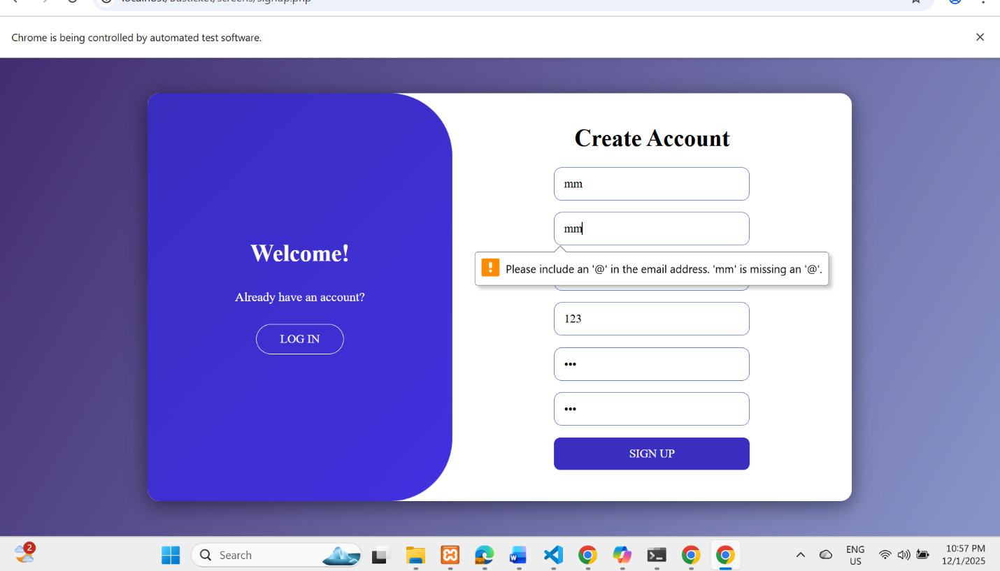 localhost/busticket/screens/signup.php
Chrome is being controlled by automated test software.
Create Account
mm
mm
Please include an '@' in the email address. 'mm' is missing an '@'.
123
•••
•••
SIGN UP
Welcome!
Already have an account?
LOG IN
2
Search
ENG
US
10:57 PM
12/1/2025